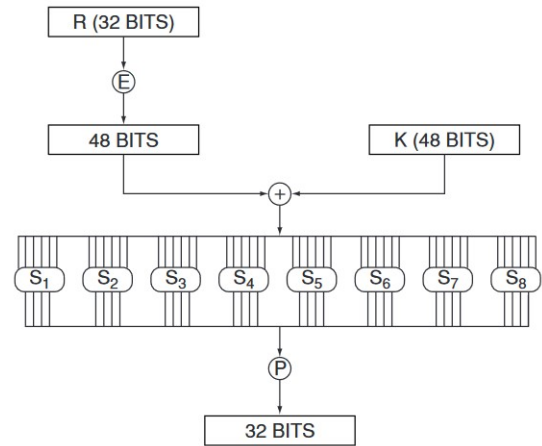 R (32 BITS)
E
48 BITS
K (48 BITS)
+
S1 S2 S3 S4 S5 S6 S7 S8
P
32 BITS